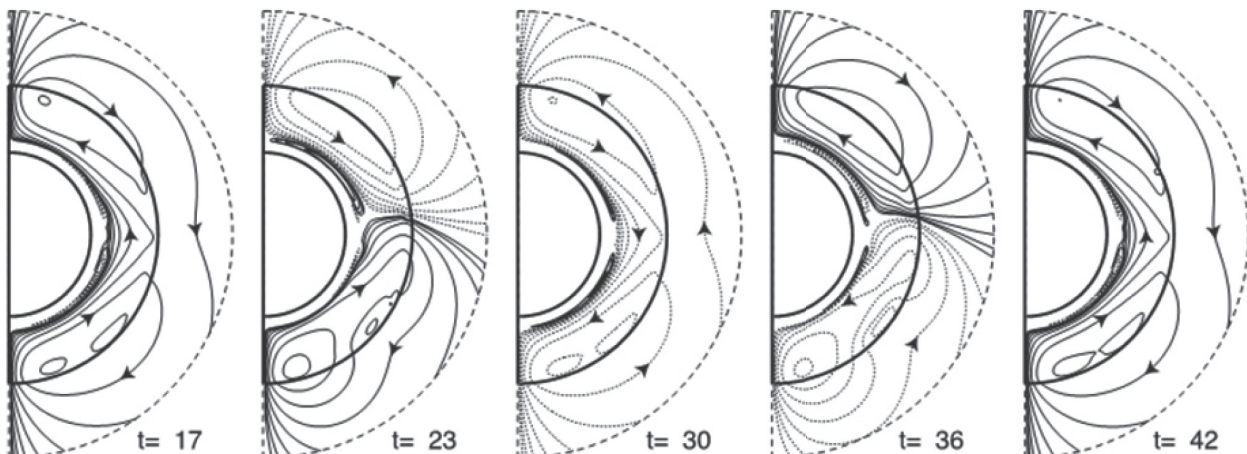 t= 17 t= 23 t= 30 t= 36 t= 42